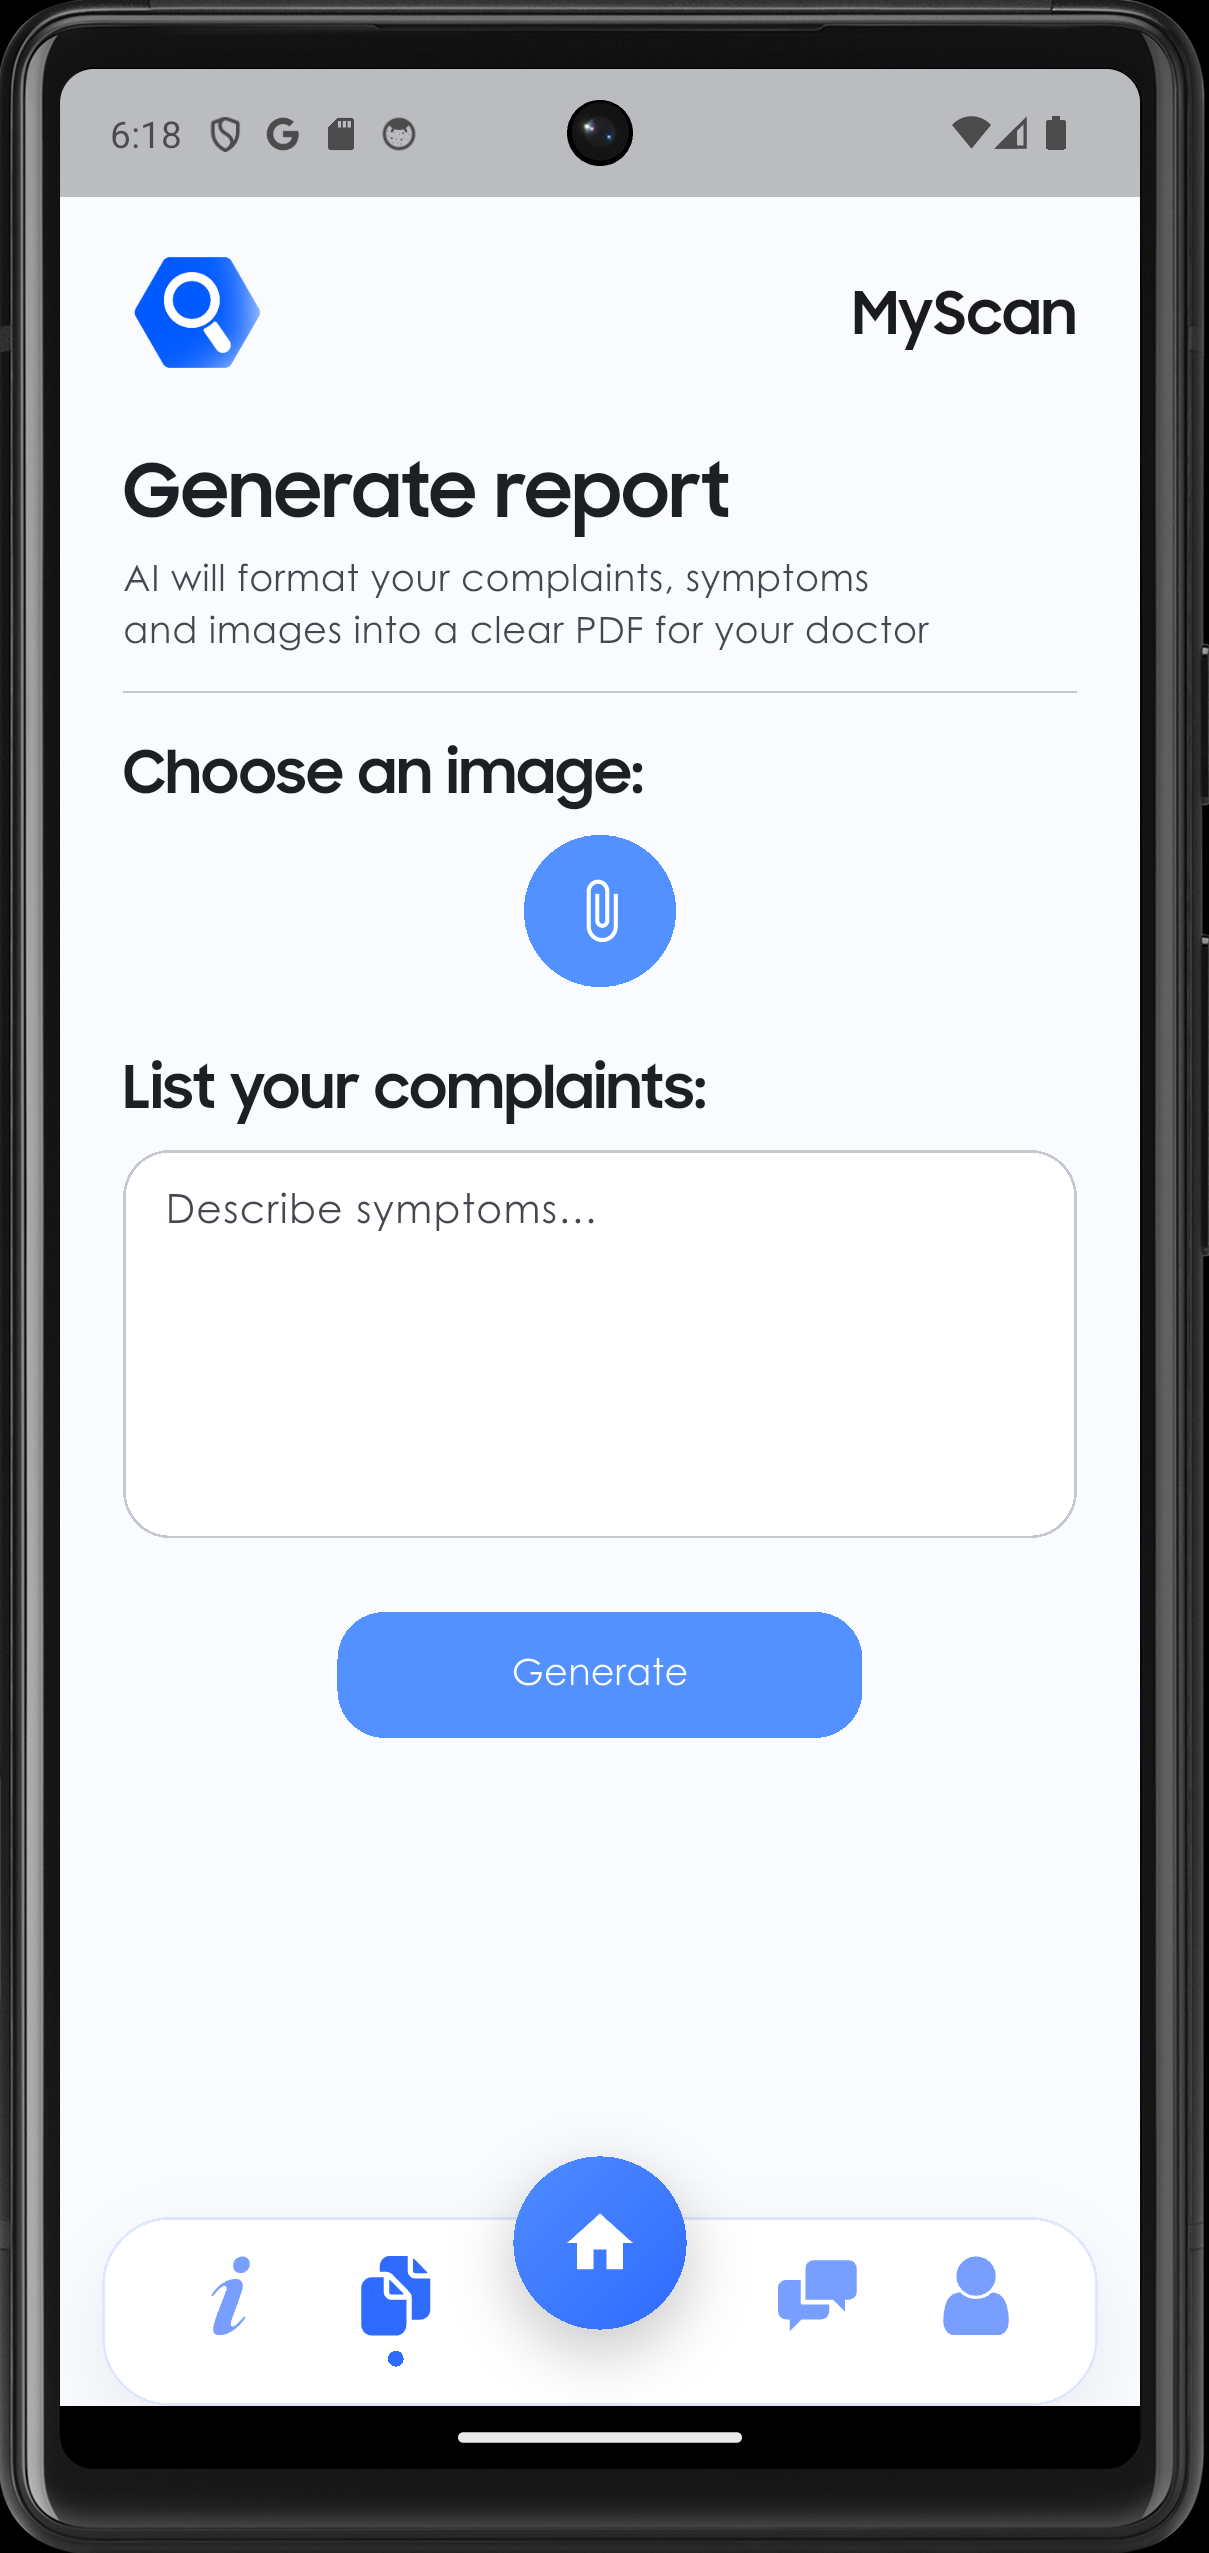 6:18
MyScan
Generate report
AI will format your complaints, symptoms
and images into a clear PDF for your doctor
Choose an image:
List your complaints:
Describe symptoms...
Generate